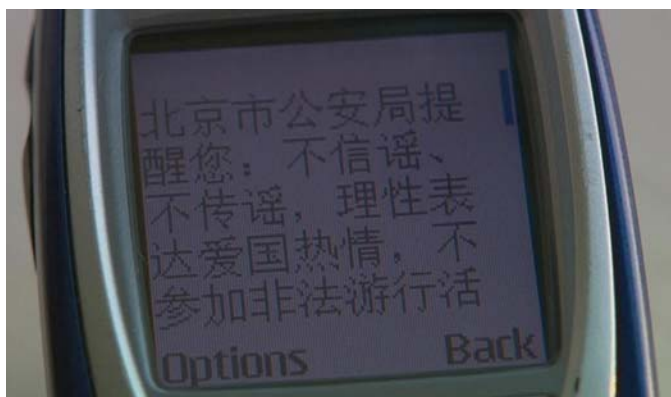 北京市公安局提
醒您：不信谣、
不传谣，理性表
达爱国热情，不
参加非法游行活
Options Back